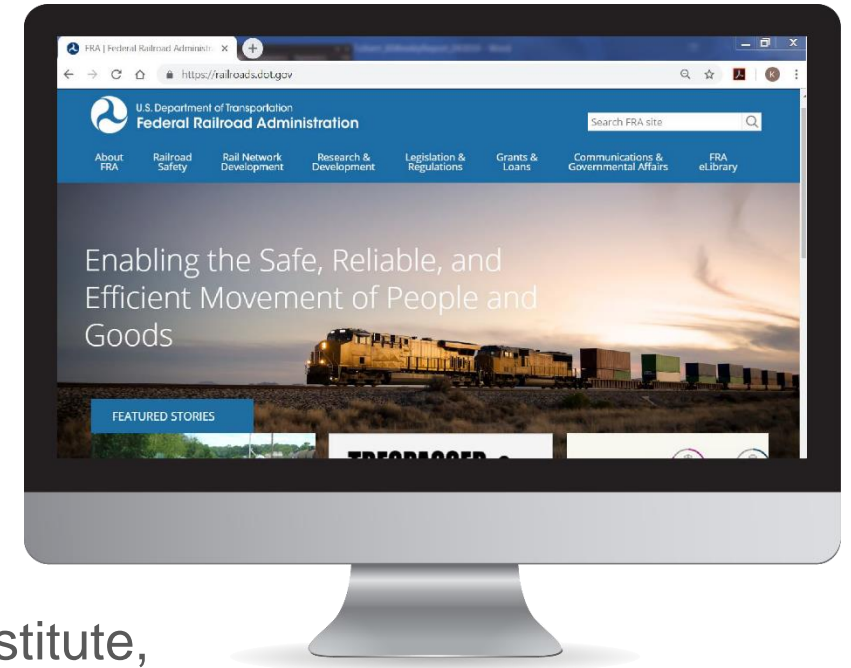 FRA | Federal Railroad Administr
https://railroads.dot.gov
K
U.S. Department of Transportation
Federal Railroad Administration
Search FRA site
About FRA
Railroad Safety
Rail Network Development
Research & Development
Legislation & Regulations
Grants & Loans
Communications & Governmental Affairs
FRA eLibrary
Enabling the Safe, Reliable, and
Efficient Movement of People and
Goods
FEATURED STORIES
stitute,